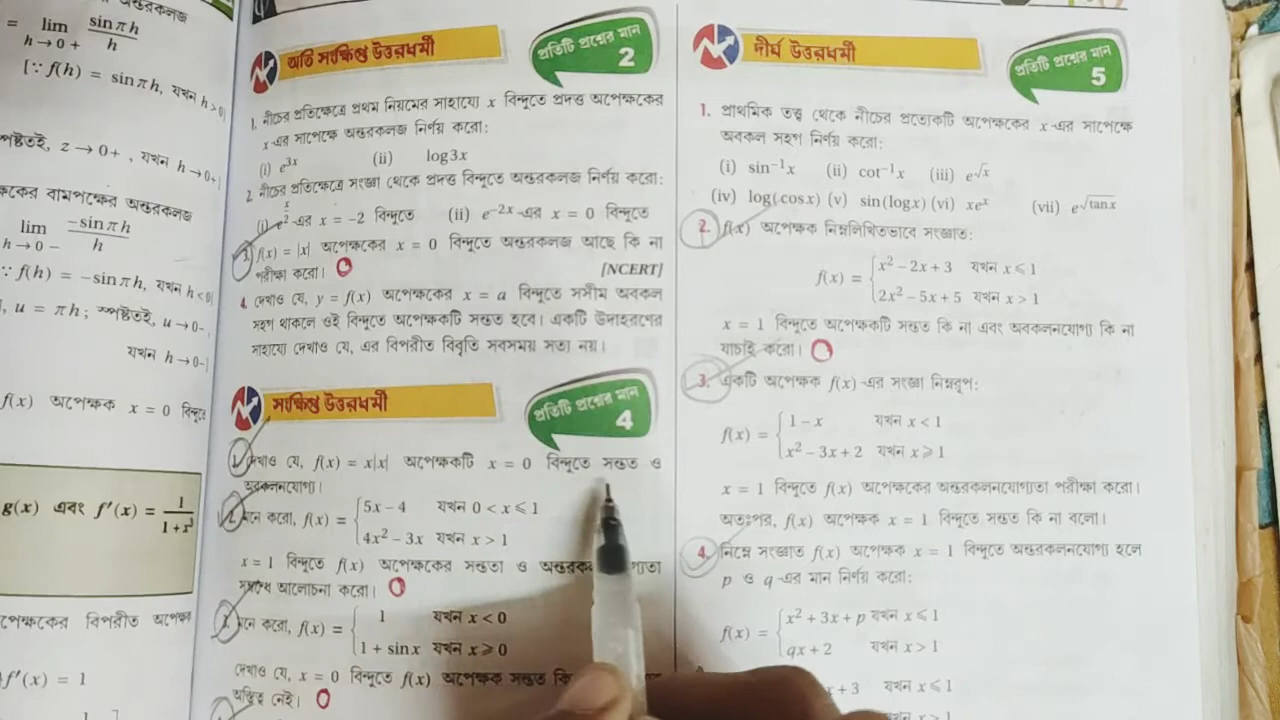 অন্তরকলজ
= lim h→0+ sin πh / h
[∵ f(h) = sin πh, যখন h>0]
স্পষ্টতই, z → 0+ , যখন h→0+
ক্ষকের বামপক্ষের অন্তরকলজ
lim h→0− −sin πh / h
∵ f(h) = −sin πh, যখন h<0
, u = πh; স্পষ্টতই, u→0−,
যখন h→0−
f(x) অপেক্ষক x = 0 বিন্দুতে
g(x) এবং f′(x) = 1/(1+x³
পেক্ষকের বিপরীত অপেক্ষ
f′(x) = 1
অতি সংক্ষিপ্ত উত্তরধর্মী
প্রতিটি প্রশ্নের মান 2
1. নীচের প্রতিক্ষেত্রে প্রথম নিয়মের সাহায্যে x বিন্দুতে প্রদত্ত অপেক্ষকের
x-এর সাপেক্ষে অন্তরকলজ নির্ণয় করো:
(i) e³ˣ (ii) log3x
2. নীচের প্রতিক্ষেত্রে সংজ্ঞা থেকে প্রদত্ত বিন্দুতে অন্তরকলজ নির্ণয় করো:
(i) e^(x/2)-এর x = −2 বিন্দুতে (ii) e⁻²ˣ-এর x = 0 বিন্দুতে
3. f(x) = |x| অপেক্ষকের x = 0 বিন্দুতে অন্তরকলজ আছে কি না
পরীক্ষা করো। [NCERT]
4. দেখাও যে, y = f(x) অপেক্ষকের x = a বিন্দুতে সসীম অবকল
সহগ থাকলে ওই বিন্দুতে অপেক্ষকটি সন্তত হবে। একটি উদাহরণের
সাহায্যে দেখাও যে, এর বিপরীত বিবৃতি সবসময় সত্য নয়।
সংক্ষিপ্ত উত্তরধর্মী
প্রতিটি প্রশ্নের মান 4
1. দেখাও যে, f(x) = x|x| অপেক্ষকটি x = 0 বিন্দুতে সন্তত ও
অবকলনযোগ্য।
2. মনে করো, f(x) = { 5x − 4 যখন 0 < x ⩽ 1
4x² − 3x যখন x > 1
x = 1 বিন্দুতে f(x) অপেক্ষকের সন্ততা ও
সম্বন্ধে আলোচনা করো।
মনে করো, f(x) = { 1 যখন x < 0
1 + sin x যখন x ⩾ 0
দেখাও যে, x = 0 বিন্দুতে f(x) অপেক্ষক সন্তত
অস্তিত্ব নেই।
দীর্ঘ উত্তরধর্মী
প্রতিটি প্রশ্নের মান 5
1. প্রাথমিক তত্ত্ব থেকে নীচের প্রত্যেকটি অপেক্ষকের x-এর সাপেক্ষে
অবকল সহগ নির্ণয় করো:
(i) sin⁻¹x (ii) cot⁻¹x (iii) e^√x
(iv) log(cosx) (v) sin(logx) (vi) xeˣ (vii) e^√(tan x)
2. f(x) অপেক্ষক নিম্নলিখিতভাবে সংজ্ঞাত:
f(x) = { x² − 2x + 3 যখন x ⩽ 1
2x² − 5x + 5 যখন x > 1
x = 1 বিন্দুতে অপেক্ষকটি সন্তত কি না এবং অবকলনযোগ্য কি না
যাচাই করো।
3. একটি অপেক্ষক f(x)-এর সংজ্ঞা নিম্নরূপ:
f(x) = { 1 − x যখন x < 1
x² − 3x + 2 যখন x ⩾ 1
x = 1 বিন্দুতে f(x) অপেক্ষকের অন্তরকলনযোগ্যতা পরীক্ষা করো।
অতঃপর, f(x) অপেক্ষক x = 1 বিন্দুতে সন্তত কি না বলো।
4. নিম্নে সংজ্ঞাত f(x) অপেক্ষক x = 1 বিন্দুতে অন্তরকলনযোগ্য হলে
p ও q-এর মান নির্ণয় করো:
f(x) = { x² + 3x + p যখন x ⩽ 1
qx + 2 যখন x > 1
x + 3 যখন x ⩽ 1